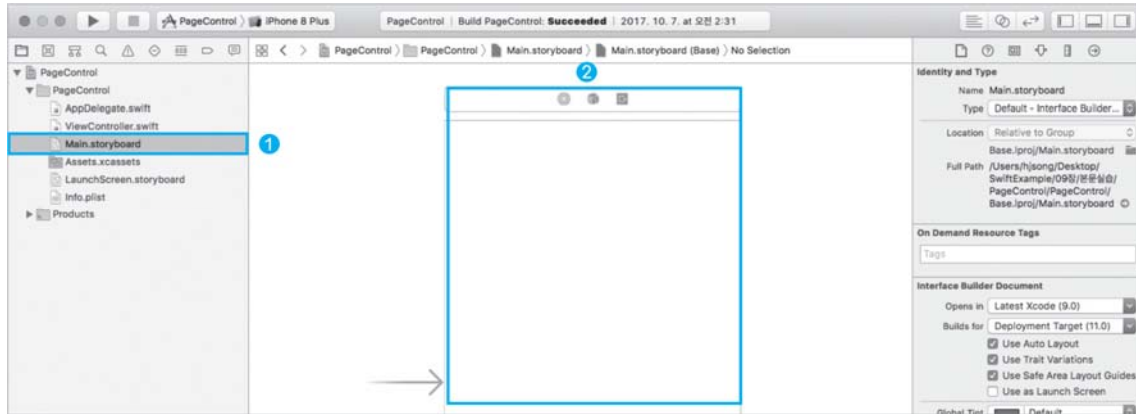 PageControl 〉 iPhone 8 Plus
PageControl | Build PageControl: Succeeded | 2017. 10. 7. at 오전 2:31
PageControl 〉 PageControl 〉 Main.storyboard 〉 Main.storyboard (Base) 〉 No Selection
PageControl
PageControl
AppDelegate.swift
ViewController.swift
Main.storyboard
Assets.xcassets
LaunchScreen.storyboard
Info.plist
Products
1
2
Identity and Type
Name Main.storyboard
Type Default - Interface Builder...
Location Relative to Group
Base.lproj/Main.storyboard
Full Path /Users/hjsong/Desktop/
SwiftExample/09장/본문실습/
PageControl/PageControl/
Base.lproj/Main.storyboard
On Demand Resource Tags
Tags
Interface Builder Document
Opens in Latest Xcode (9.0)
Builds for Deployment Target (11.0)
Use Auto Layout
Use Trait Variations
Use Safe Area Layout Guides
Use as Launch Screen
Global Tint Default